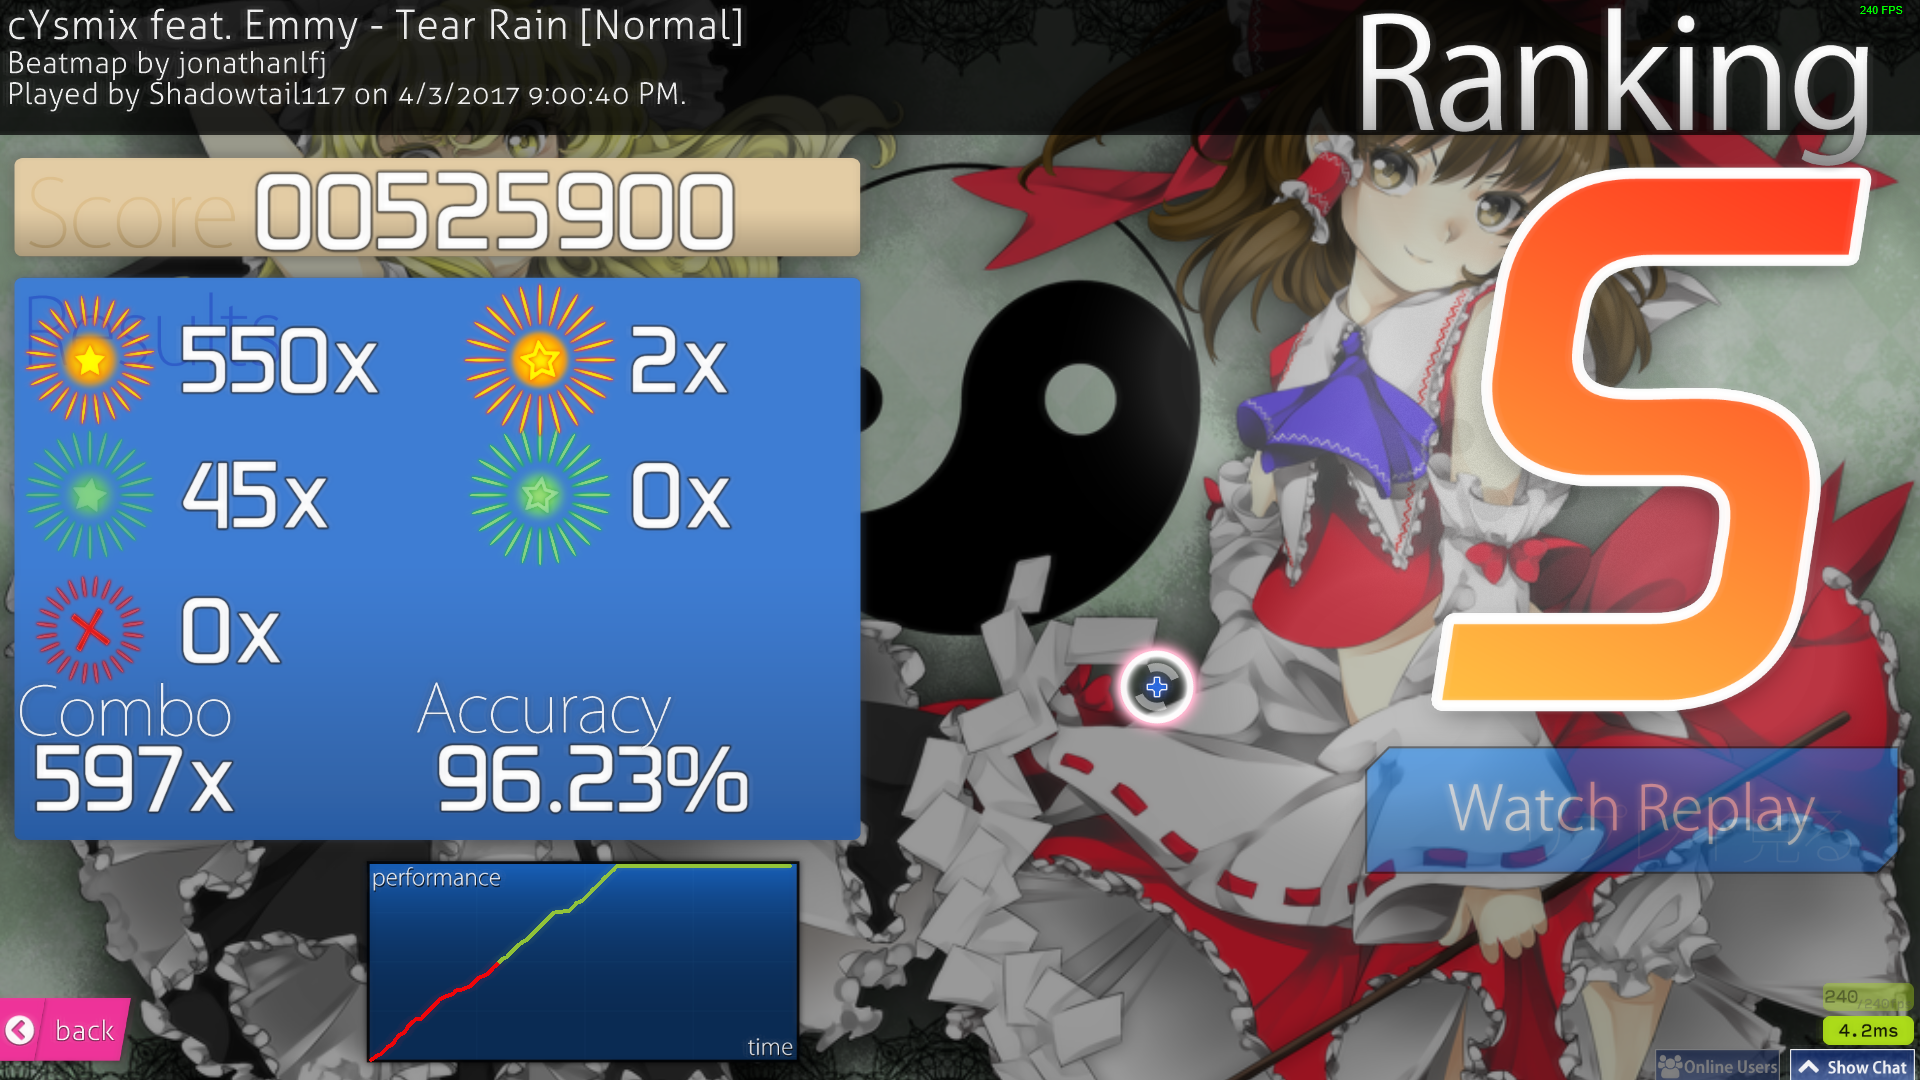 cYsmix feat. Emmy - Tear Rain [Normal]
Beatmap by jonathanlfj
Played by Shadowtail117 on 4/3/2017 9:00:40 PM.
Ranking
240 FPS
Score 00525900
Results
550x 2x
45x 0x
0x
Combo Accuracy
597x 96.23%
S
Watch Replay
performance
time
back
240
4.2ms
Online Users
Show Chat